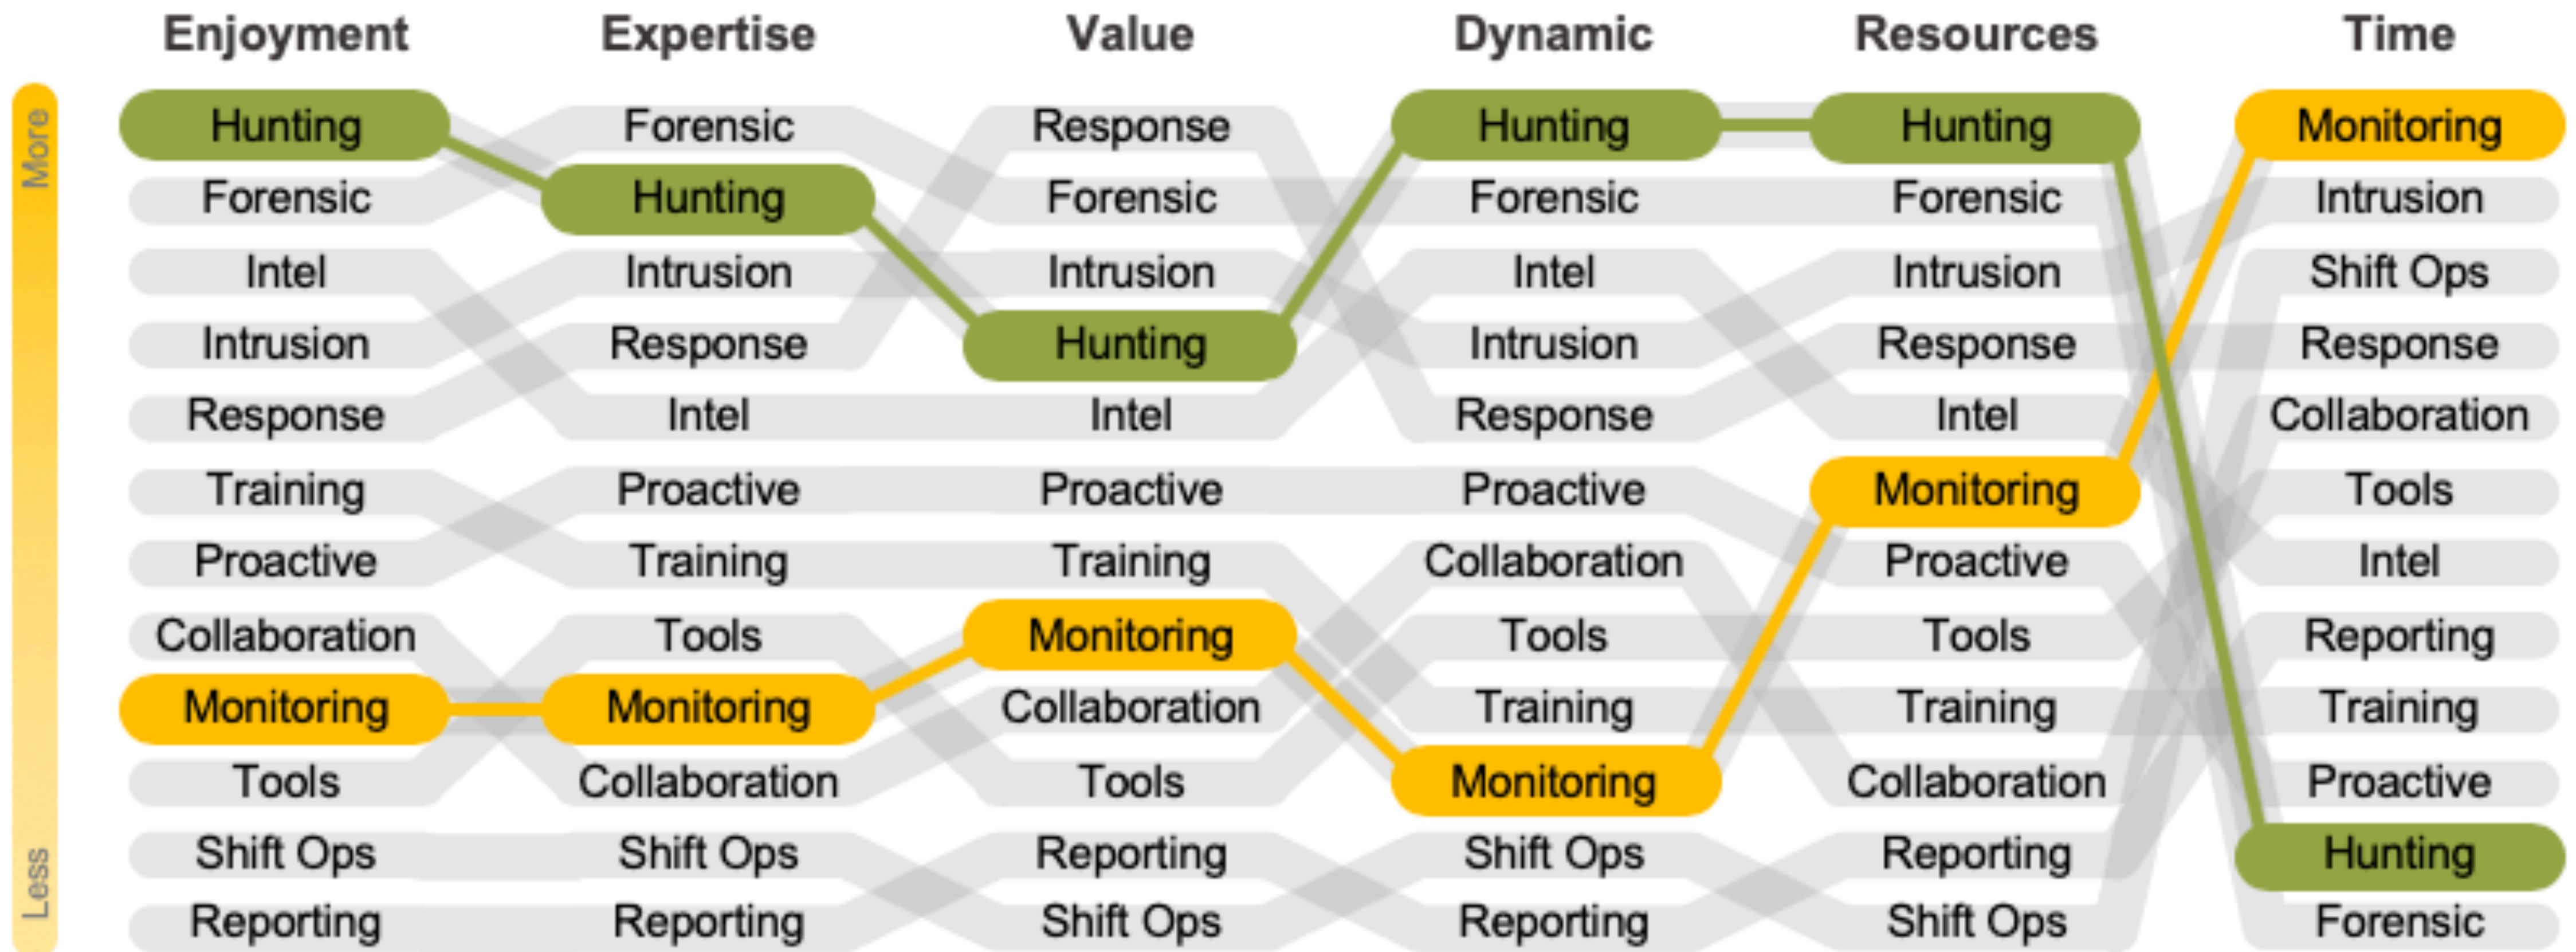 Enjoyment Expertise Value Dynamic Resources Time
More
Hunting Forensic Response Hunting Hunting Monitoring
Forensic Hunting Forensic Forensic Forensic Intrusion
Intel Intrusion Intrusion Intel Intrusion Shift Ops
Intrusion Response Hunting Intrusion Response Response
Response Intel Intel Response Intel Collaboration
Training Proactive Proactive Proactive Monitoring Tools
Proactive Training Training Collaboration Proactive Intel
Collaboration Tools Monitoring Tools Tools Reporting
Monitoring Monitoring Collaboration Training Training Training
Tools Collaboration Tools Monitoring Collaboration Proactive
Shift Ops Shift Ops Reporting Shift Ops Reporting Hunting
Less
Reporting Reporting Shift Ops Reporting Shift Ops Forensic